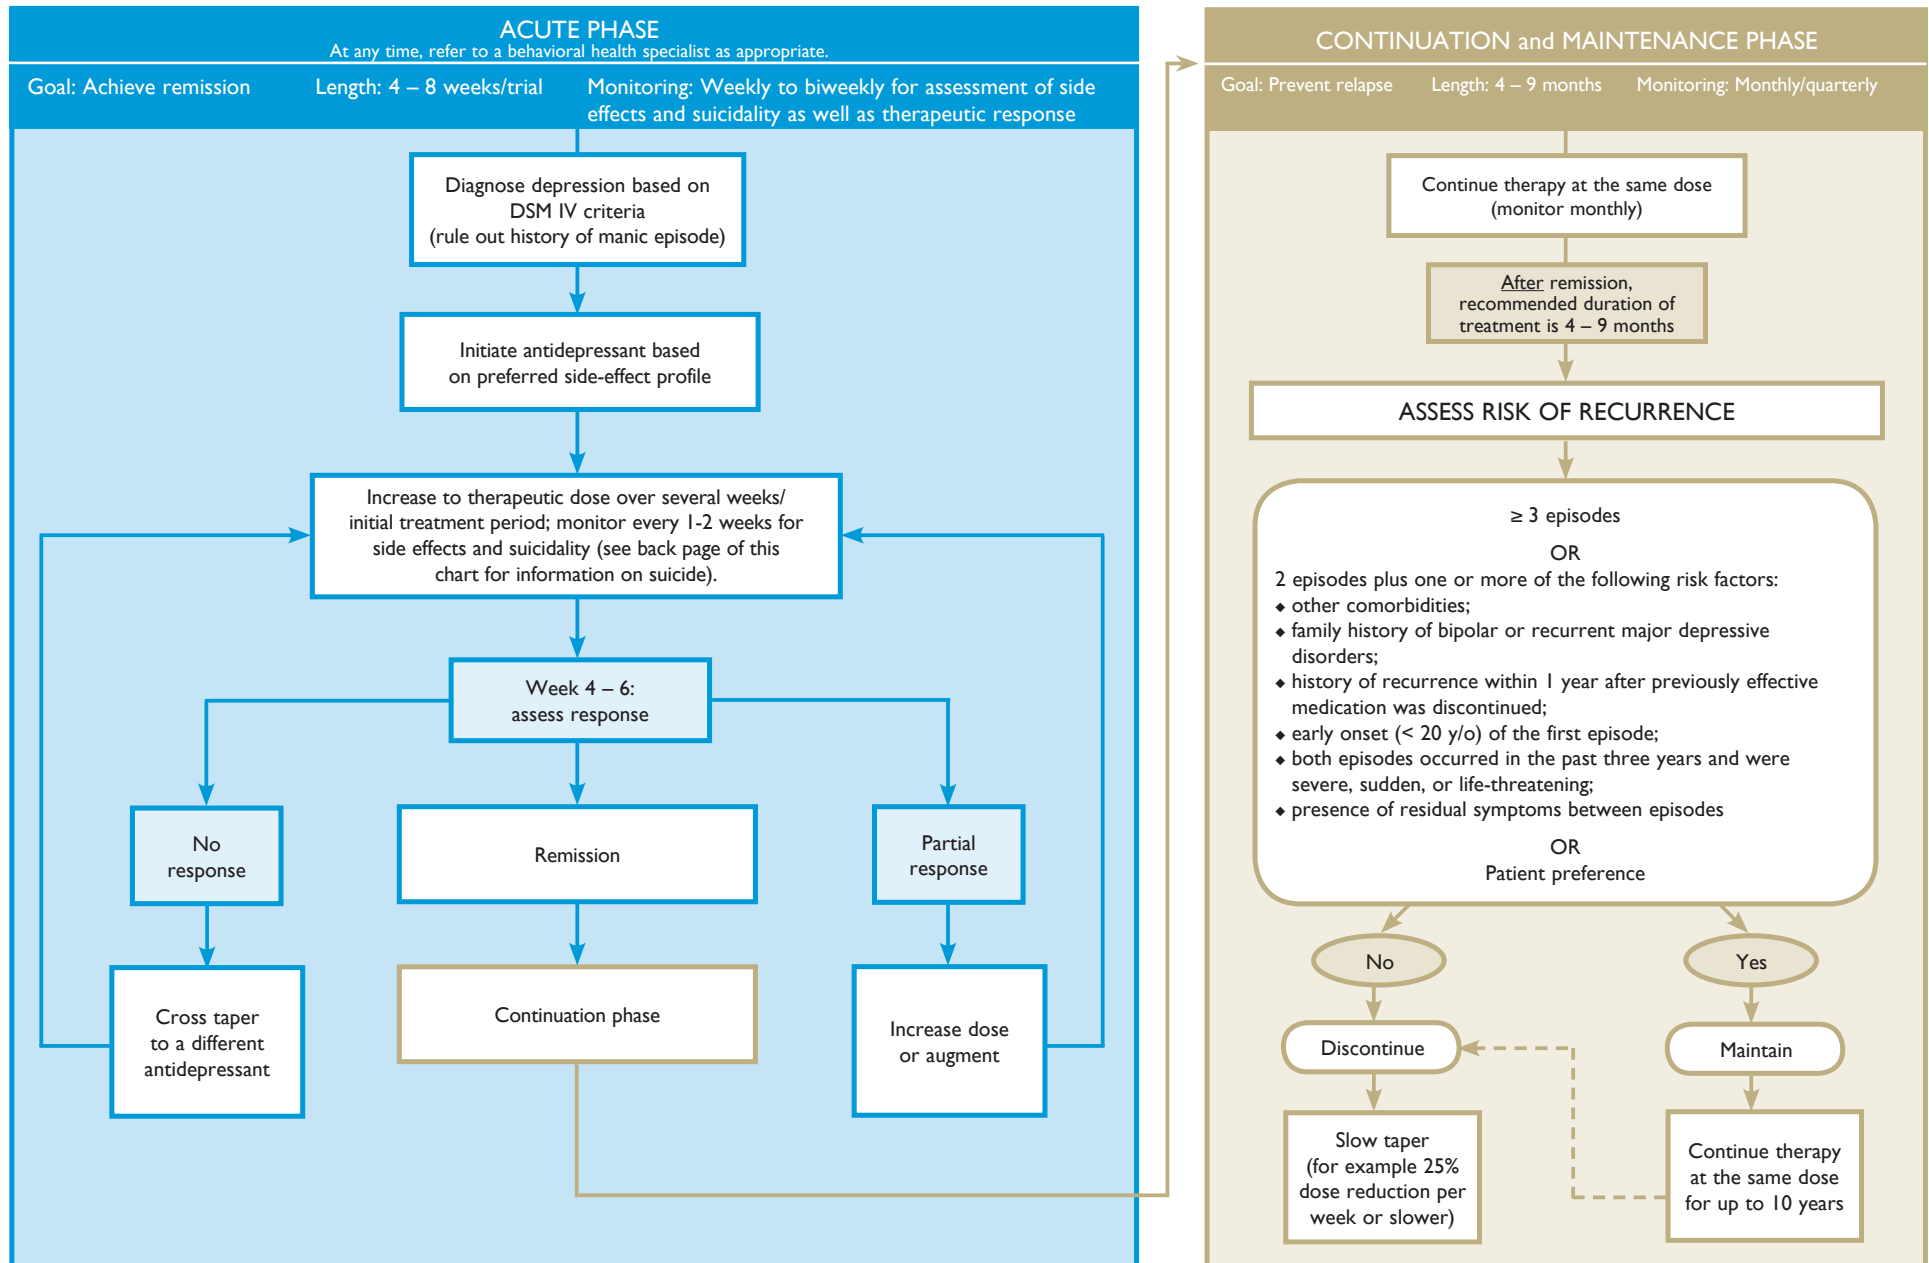 ACUTE PHASE
At any time, refer to a behavioral health specialist as appropriate.
Goal: Achieve remission
Length: 4 – 8 weeks/trial
Monitoring: Weekly to biweekly for assessment of side
effects and suicidality as well as therapeutic response
Diagnose depression based on
DSM IV criteria
(rule out history of manic episode)
Initiate antidepressant based
on preferred side-effect profile
Increase to therapeutic dose over several weeks/
initial treatment period; monitor every 1-2 weeks for
side effects and suicidality (see back page of this
chart for information on suicide).
Week 4 – 6:
assess response
No
response
Remission
Partial
response
Cross taper
to a different
antidepressant
Continuation phase
Increase dose
or augment
CONTINUATION and MAINTENANCE PHASE
Goal: Prevent relapse
Length: 4 – 9 months
Monitoring: Monthly/quarterly
Continue therapy at the same dose
(monitor monthly)
After remission,
recommended duration of
treatment is 4 – 9 months
ASSESS RISK OF RECURRENCE
≥ 3 episodes
OR
2 episodes plus one or more of the following risk factors:
◆ other comorbidities;
◆ family history of bipolar or recurrent major depressive
disorders;
◆ history of recurrence within 1 year after previously effective
medication was discontinued;
◆ early onset (< 20 y/o) of the first episode;
◆ both episodes occurred in the past three years and were
severe, sudden, or life-threatening;
◆ presence of residual symptoms between episodes
OR
Patient preference
No
Yes
Discontinue
Maintain
Slow taper
(for example 25%
dose reduction per
week or slower)
Continue therapy
at the same dose
for up to 10 years